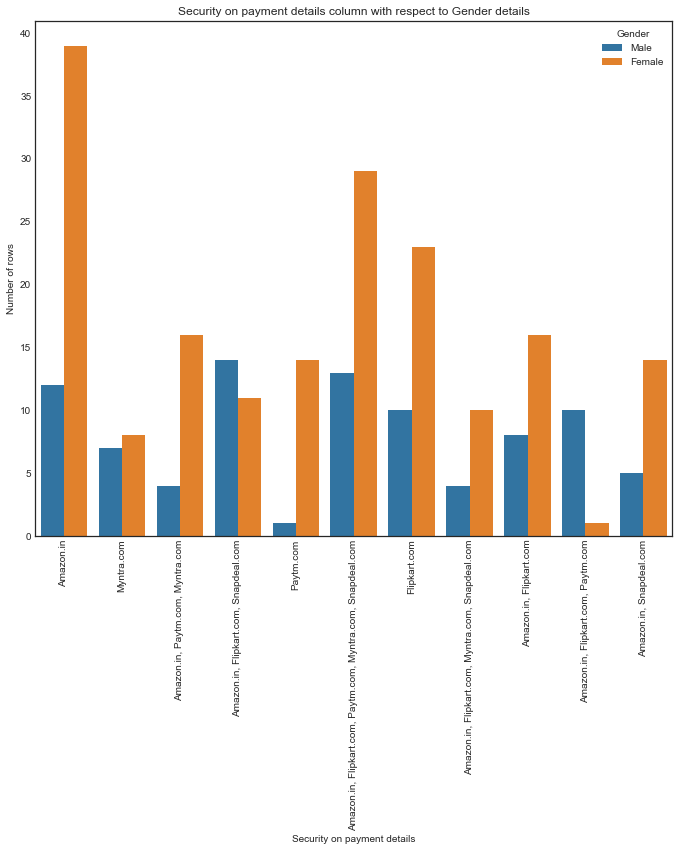 Security on payment details column with respect to Gender details
Number of rows
40
35
30
25
20
15
10
5
0
Gender
Male
Female
Amazon.in
Myntra.com
Amazon.in, Paytm.com, Myntra.com
Amazon.in, Flipkart.com, Snapdeal.com
Paytm.com
Amazon.in, Flipkart.com, Paytm.com, Myntra.com, Snapdeal.com
Flipkart.com
Amazon.in, Flipkart.com, Myntra.com, Snapdeal.com
Amazon.in, Flipkart.com
Amazon.in, Flipkart.com, Paytm.com
Amazon.in, Snapdeal.com
Security on payment details